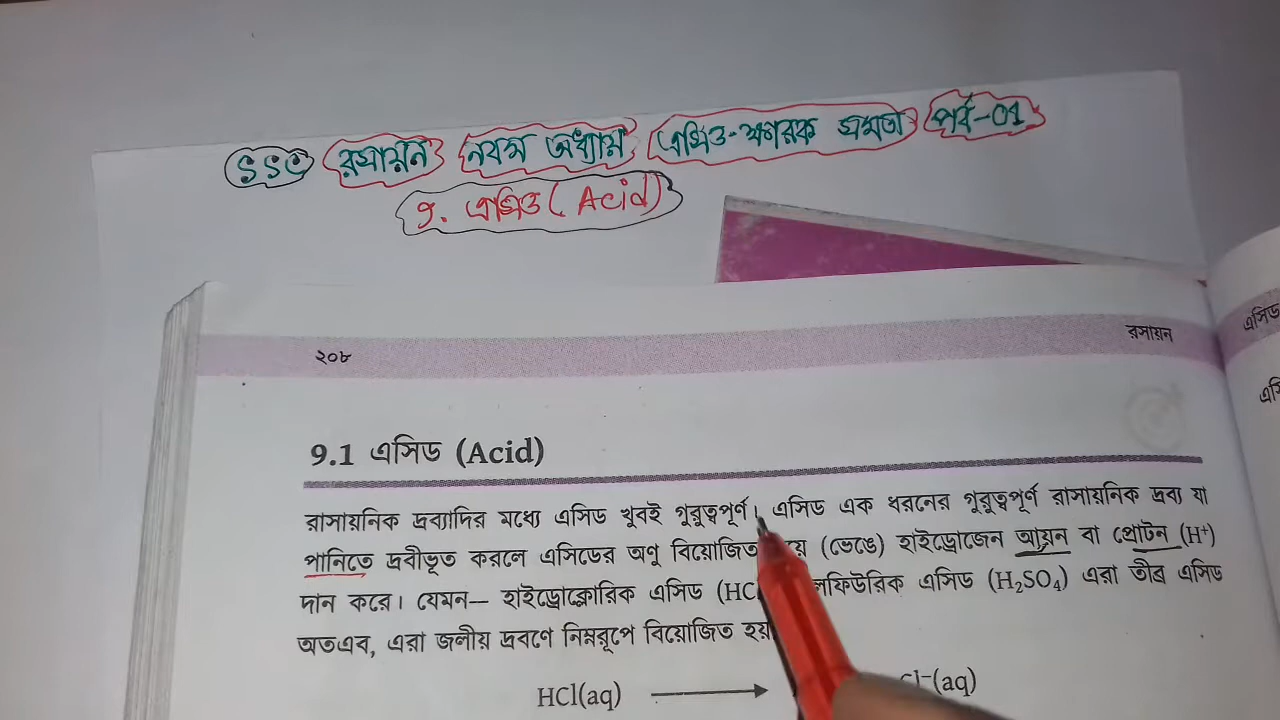 SSC রসায়ন নবম অধ্যায় এসিড-ক্ষারক সমতা পর্ব-01
9. এসিড (Acid)
২০৮ রসায়ন
9.1 এসিড (Acid)
রাসায়নিক দ্রব্যাদির মধ্যে এসিড খুবই গুরুত্বপূর্ণ। এসিড এক ধরনের গুরুত্বপূর্ণ রাসায়নিক দ্রব্য যা
পানিতে দ্রবীভূত করলে এসিডের অণু বিয়োজিত (ভেঙে) হাইড্রোজেন আয়ন বা প্রোটন (H⁺)
দান করে। যেমন— হাইড্রোক্লোরিক এসিড (HC এসিড (H₂SO₄) এরা তীব্র এসিড
অতএব, এরা জলীয় দ্রবণে নিম্নরূপে বিয়োজিত হয়
HCl(aq) ⟶ Cl⁻(aq)
এসিড